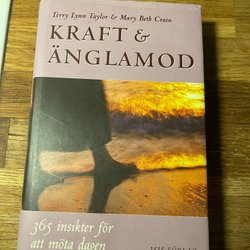 Terry Lynn Taylor & Mary Beth Crain
KRAFT &
ÄNGLAMOD
365 insikter för
att möta dagen